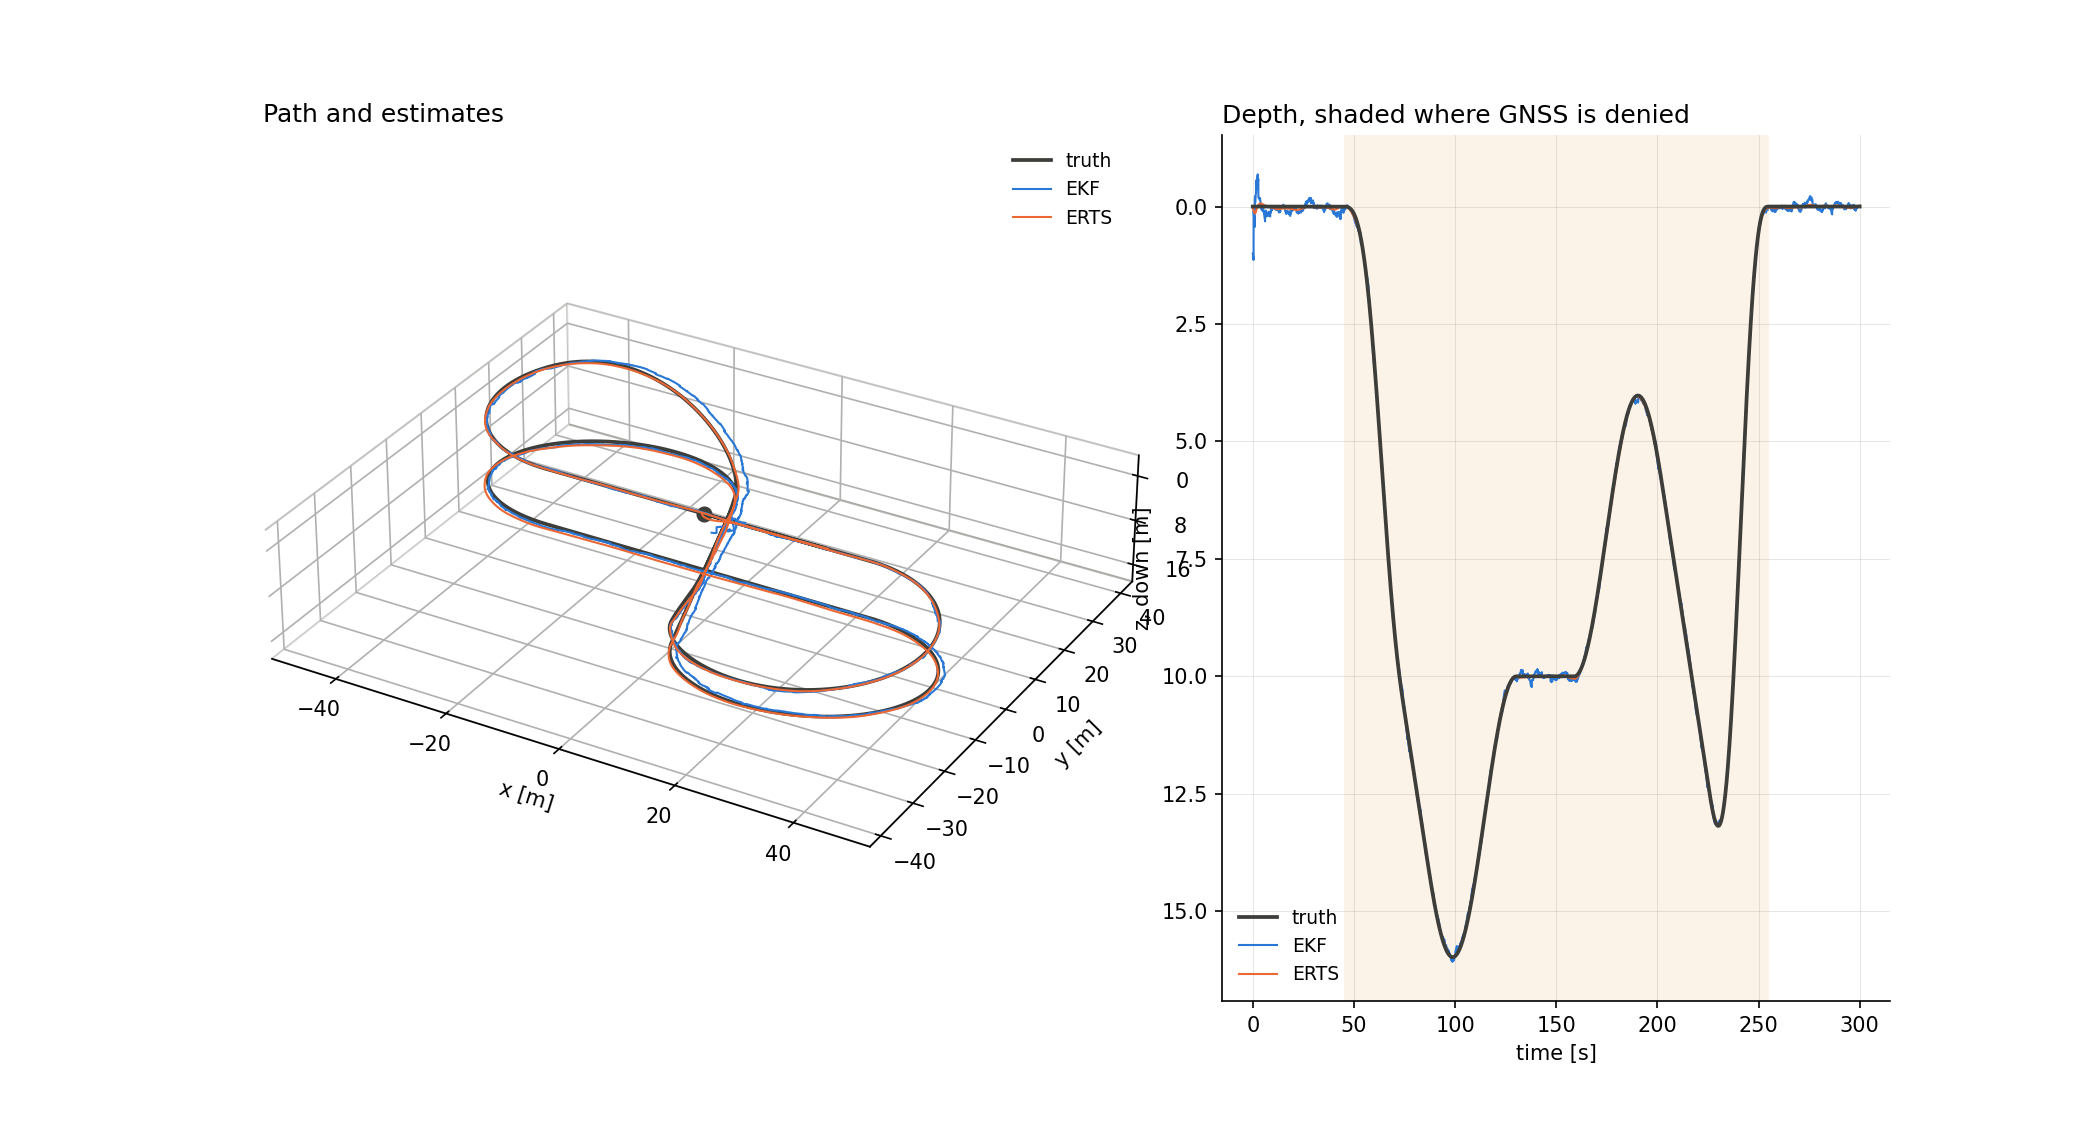 Path and estimates
truth
EKF
ERTS
0
8
16
z, down [m]
40
30
20
10
0
−10
−20
−30
−40
y [m]
−40
−20
0
20
40
x [m]
Depth, shaded where GNSS is denied
0.0
2.5
5.0
7.5
10.0
12.5
15.0
truth
EKF
ERTS
0 50 100 150 200 250 300
time [s]